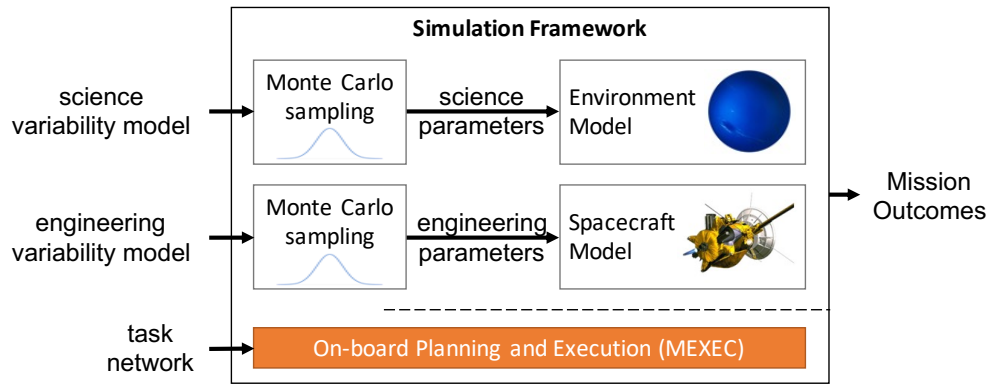 Simulation Framework
science
variability model
Monte Carlo
sampling
science
parameters
Environment
Model
engineering
variability model
Monte Carlo
sampling
engineering
parameters
Spacecraft
Model
Mission
Outcomes
task
network
On-board Planning and Execution (MEXEC)